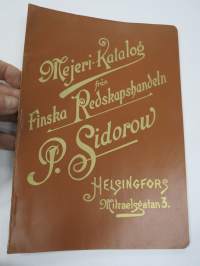 Mejeri-Katalog
från
Finska Redskapshandeln
P. Sidorow
HELSINGFORS
Mikaelsgatan 3.